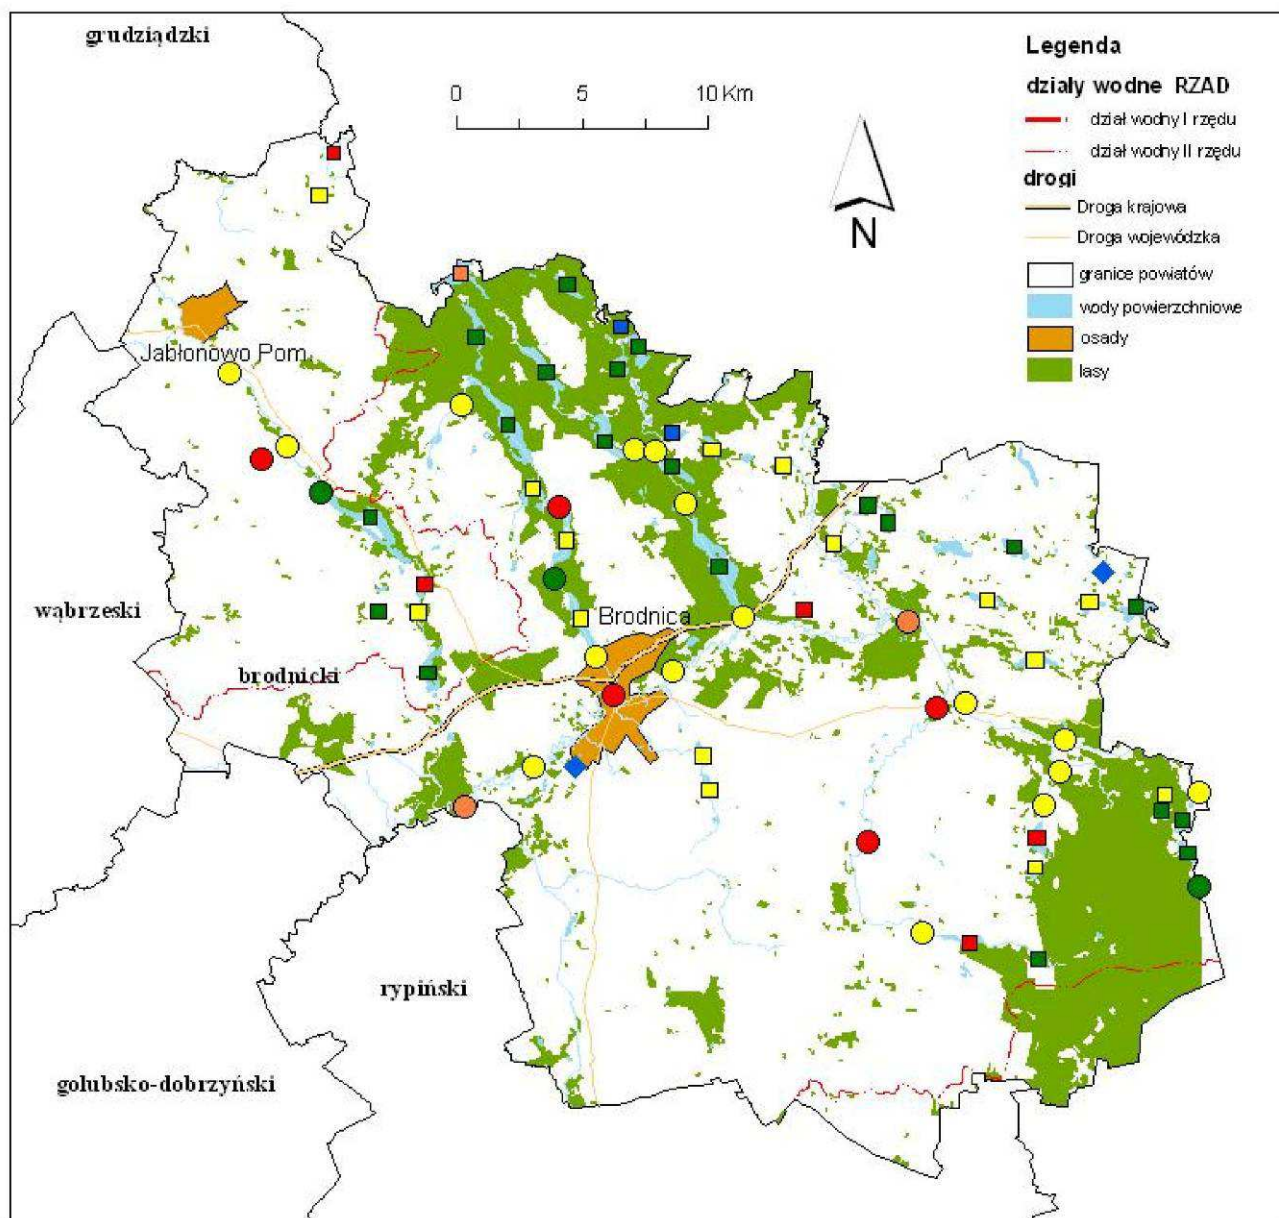 grudziądzki
Legenda
działy wodne RZAD
dział wodny I rzędu
dział wodny II rzędu
drogi
Droga krajowa
Droga wojewódzka
granice powiatów
wody powierzchniowe
osady
lasy
0 5 10 Km
N
Jabłonowo Pom.
wąbrzeski
Brodnica
brodnicki
rypiński
golubsko-dobrzyński